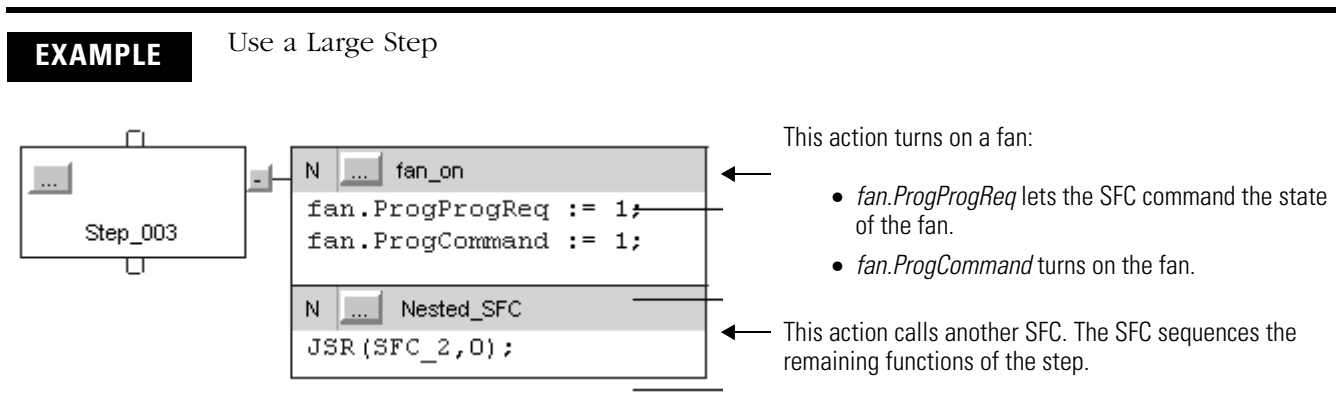 EXAMPLE
Use a Large Step
...
Step_003
-
N ... fan_on
fan.ProgProgReq := 1;
fan.ProgCommand := 1;
N ... Nested_SFC
JSR(SFC_2,0);
This action turns on a fan:
• fan.ProgProgReq lets the SFC command the state
of the fan.
• fan.ProgCommand turns on the fan.
This action calls another SFC. The SFC sequences the
remaining functions of the step.